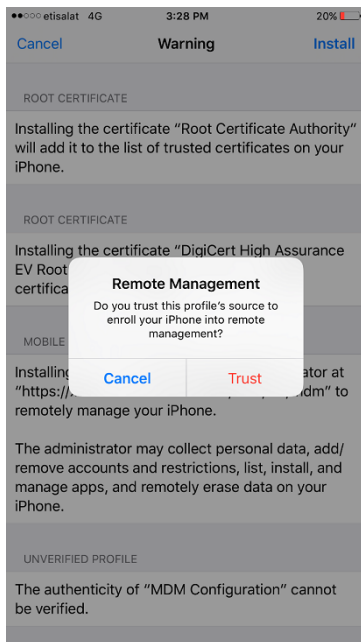 etisalat 4G 3:28 PM 20%
Cancel Warning Install
ROOT CERTIFICATE
Installing the certificate “Root Certificate Authority”
will add it to the list of trusted certificates on your
iPhone.
ROOT CERTIFICATE
Installing the certificate “DigiCert High Assurance
EV Root
Remote Management
Do you trust this profile’s source to
enroll your iPhone into remote
management?
Cancel Trust
MOBILE
Installing
“https://
remotely manage your iPhone.
The administrator may collect personal data, add/
remove accounts and restrictions, list, install, and
manage apps, and remotely erase data on your
iPhone.
UNVERIFIED PROFILE
The authenticity of “MDM Configuration” cannot
be verified.